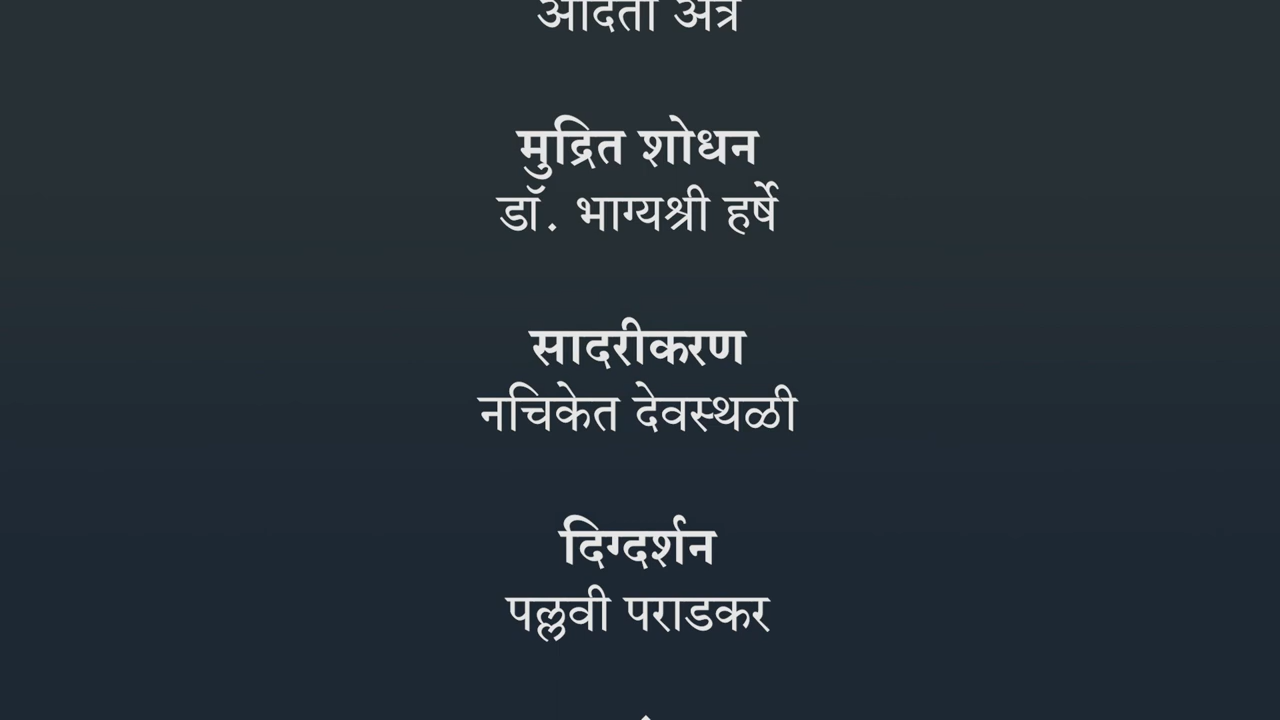 मुद्रित शोधन
डॉ. भाग्यश्री हर्षे
सादरीकरण
नचिकेत देवस्थळी
दिग्दर्शन
पल्लवी पराडकर